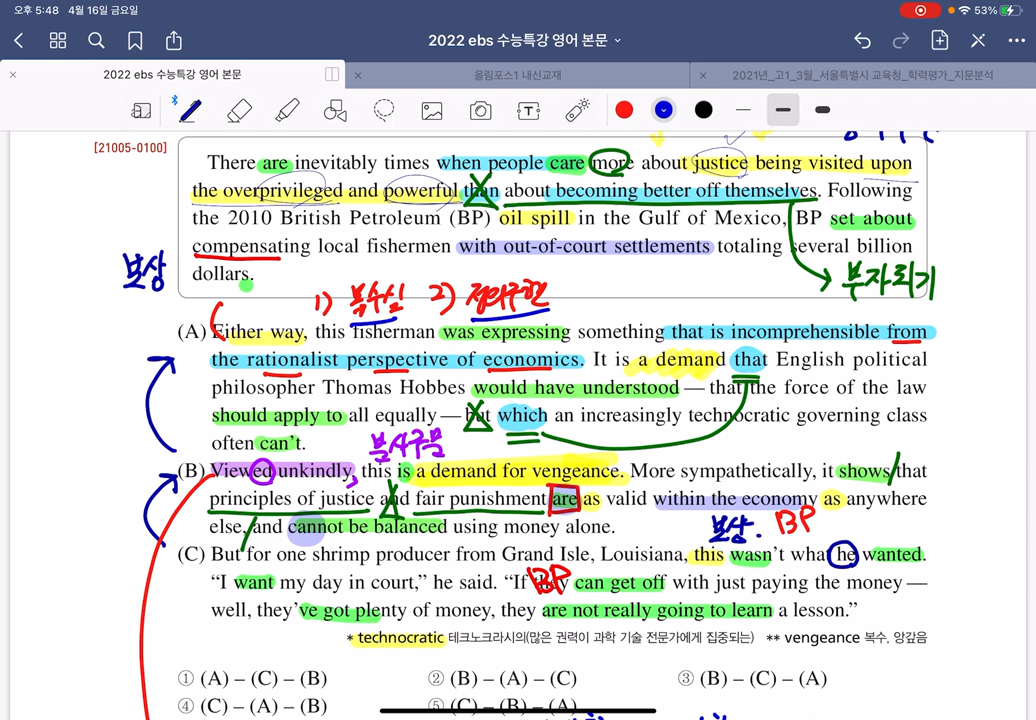 오후 5:48 4월 16일 금요일
53%
2022 ebs 수능특강 영어 본문
2022 ebs 수능특강 영어 본문
올림포스1 내신교재
2021년_고1_3월_서울특별시 교육청_학력평가_지문분석
[21005-0100]
There are inevitably times when people care more about justice being visited upon
the overprivileged and powerful than about becoming better off themselves. Following
the 2010 British Petroleum (BP) oil spill in the Gulf of Mexico, BP set about
compensating local fishermen with out-of-court settlements totaling several billion
보상
dollars.
부자되기
1) 복수심 2) 정의구현
(A) Either way, this fisherman was expressing something that is incomprehensible from
the rationalist perspective of economics. It is a demand that English political
philosopher Thomas Hobbes would have understood — that the force of the law
should apply to all equally — but which an increasingly technocratic governing class
often can't.
분사구문
(B) Viewed unkindly, this is a demand for vengeance. More sympathetically, it shows that
principles of justice and fair punishment are as valid within the economy as anywhere
else, and cannot be balanced using money alone.
보상. BP
(C) But for one shrimp producer from Grand Isle, Louisiana, this wasn't what he wanted.
BP
"I want my day in court," he said. "If they can get off with just paying the money —
well, they've got plenty of money, they are not really going to learn a lesson."
* technocratic 테크노크라시의(많은 권력이 과학 기술 전문가에게 집중되는) ** vengeance 복수, 앙갚음
① (A) – (C) – (B) ② (B) – (A) – (C) ③ (B) – (C) – (A)
④ (C) – (A) – (B) ⑤ (C) – (B) – (A)